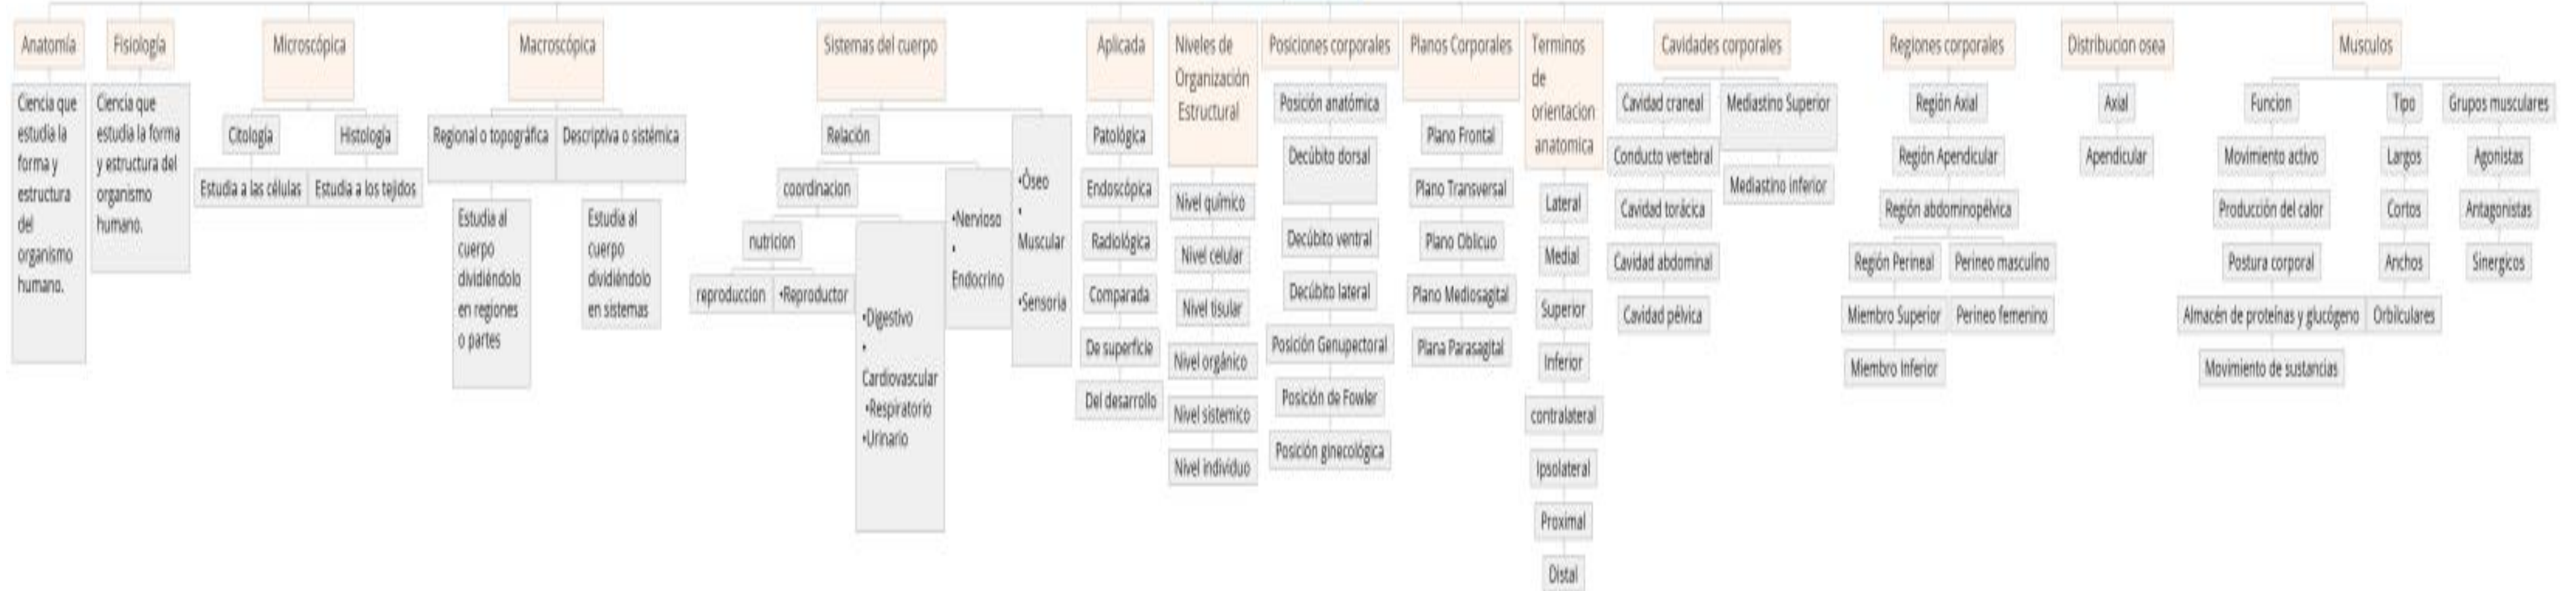 Anatomía
Ciencia que
estudia la
forma y
estructura
del
organismo
humano.
Fisiología
Ciencia que
estudia la forma
y estructura del
organismo
humano.
Microscópica
Citología
Estudia a las células
Histología
Estudia a los tejidos
Macroscópica
Regional o topográfica
Estudia al
cuerpo
dividiéndolo
en regiones
o partes
Descriptiva o sistémica
Estudia al
cuerpo
dividiéndolo
en sistemas
Sistemas del cuerpo
Relación
coordinacion
nutricion
reproduccion
•Reproductor
•Digestivo
•
Cardiovascular
•Respiratorio
•Urinario
•Nervioso
•
Endocrino
•Òseo
•
Muscular
•Sensoria
Aplicada
Patológica
Endoscópica
Radiológica
Comparada
De superficie
Del desarrollo
Niveles de
Organización
Estructural
Nivel químico
Nivel celular
Nivel tisular
Nivel orgánico
Nivel sistemico
Nivel individuo
Posiciones corporales
Posición anatómica
Decúbito dorsal
Decúbito ventral
Decúbito lateral
Posición Genupectoral
Posición de Fowler
Posición ginecológica
Planos Corporales
Plano Frontal
Plano Transversal
Plano Oblicuo
Plano Mediosagital
Plana Parasagital
Terminos
de
orientacion
anatomica
Lateral
Medial
Superior
Inferior
contralateral
Ipsolateral
Proximal
Distal
Cavidades corporales
Cavidad craneal
Conducto vertebral
Cavidad torácica
Cavidad abdominal
Cavidad pélvica
Mediastino Superior
Mediastino inferior
Regiones corporales
Región Axial
Región Apendicular
Región abdominopélvica
Región Perineal
Miembro Superior
Miembro Inferior
Perineo masculino
Perineo femenino
Distribucion osea
Axial
Apendicular
Musculos
Funcion
Movimiento activo
Producción del calor
Postura corporal
Almacén de proteínas y glucógeno
Movimiento de sustancias
Tipo
Largos
Cortos
Anchos
Orbilculares
Grupos musculares
Agonistas
Antagonistas
Sinergicos